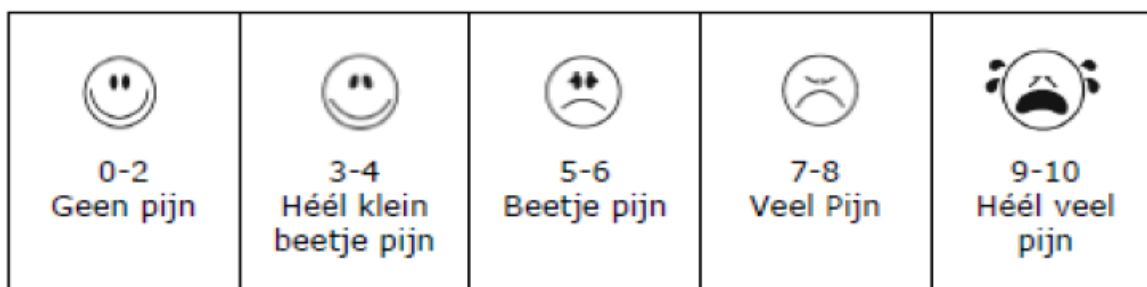 0-2
Geen pijn
3-4
Héél klein
beetje pijn
5-6
Beetje pijn
7-8
Veel Pijn
9-10
Héél veel
pijn